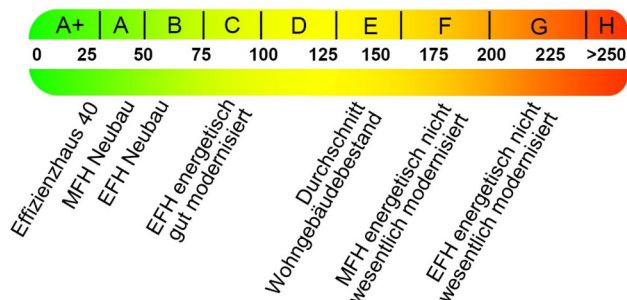 A+ A B C D E F G H
0 25 50 75 100 125 150 175 200 225 >250
Effizienzhaus 40
MFH Neubau
EFH Neubau
EFH energetisch
gut modernisiert
Durchschnitt
Wohngebäudebestand
MFH energetisch nicht
wesentlich modernisiert
EFH energetisch nicht
wesentlich modernisiert